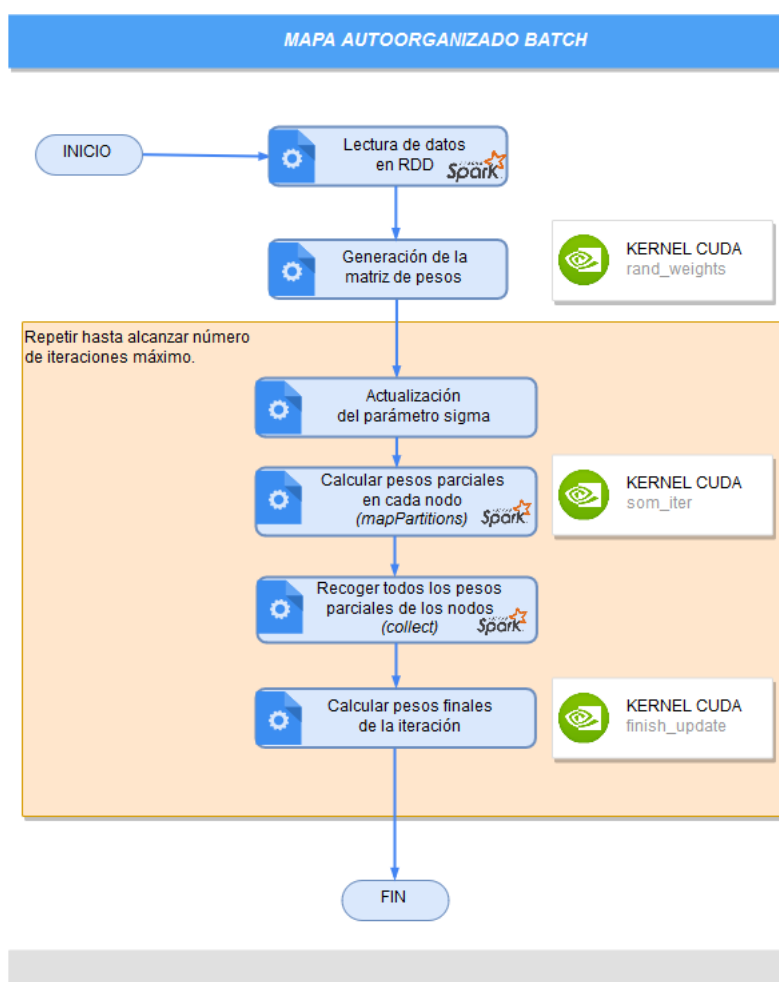 MAPA AUTOORGANIZADO BATCH
INICIO
Lectura de datos
en RDD
Spark
Generación de la
matriz de pesos
KERNEL CUDA
rand_weights
Repetir hasta alcanzar número
de iteraciones máximo.
Actualización
del parámetro sigma
Calcular pesos parciales
en cada nodo
(mapPartitions)
Spark
KERNEL CUDA
som_iter
Recoger todos los pesos
parciales de los nodos
(collect)
Spark
Calcular pesos finales
de la iteración
KERNEL CUDA
finish_update
FIN